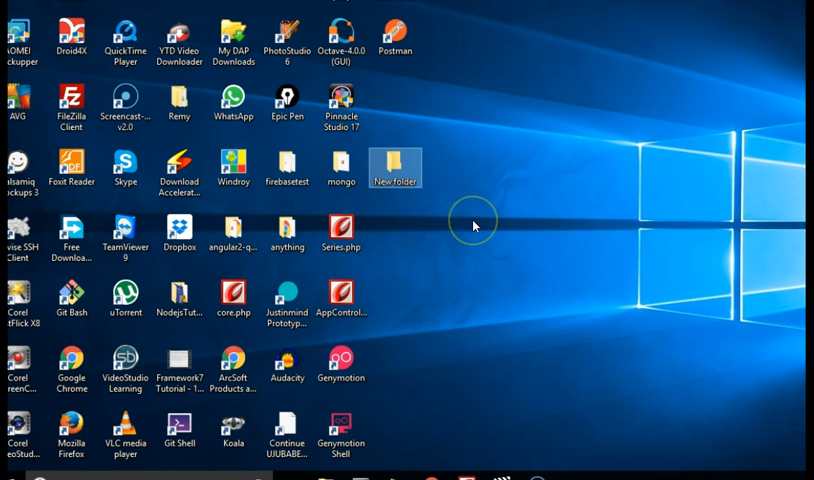 AOMEI
ckupper
Droid4X
QuickTime
Player
YTD Video
Downloader
My DAP
Downloads
PhotoStudio
6
Octave-4.0.0
(GUI)
Postman
AVG
FileZilla
Client
Screencast-...
v2.0
Remy
WhatsApp
Epic Pen
Pinnacle
Studio 17
alsamiq
ockups 3
Foxit Reader
Skype
Download
Accelerat...
Windroy
firebasetest
mongo
New folder
vise SSH
Client
Free
Downloa...
TeamViewer
9
Dropbox
angular2-q...
anything
Series.php
Corel
tFlick X8
Git Bash
uTorrent
NodejsTut...
core.php
Justinmind
Prototyp...
AppControl...
Corel
reenC...
Google
Chrome
VideoStudio
Learning
Framework7
Tutorial - 1...
ArcSoft
Products a...
Audacity
Genymotion
Corel
eoStud...
Mozilla
Firefox
VLC media
player
Git Shell
Koala
Continue
UJUBABE...
Genymotion
Shell